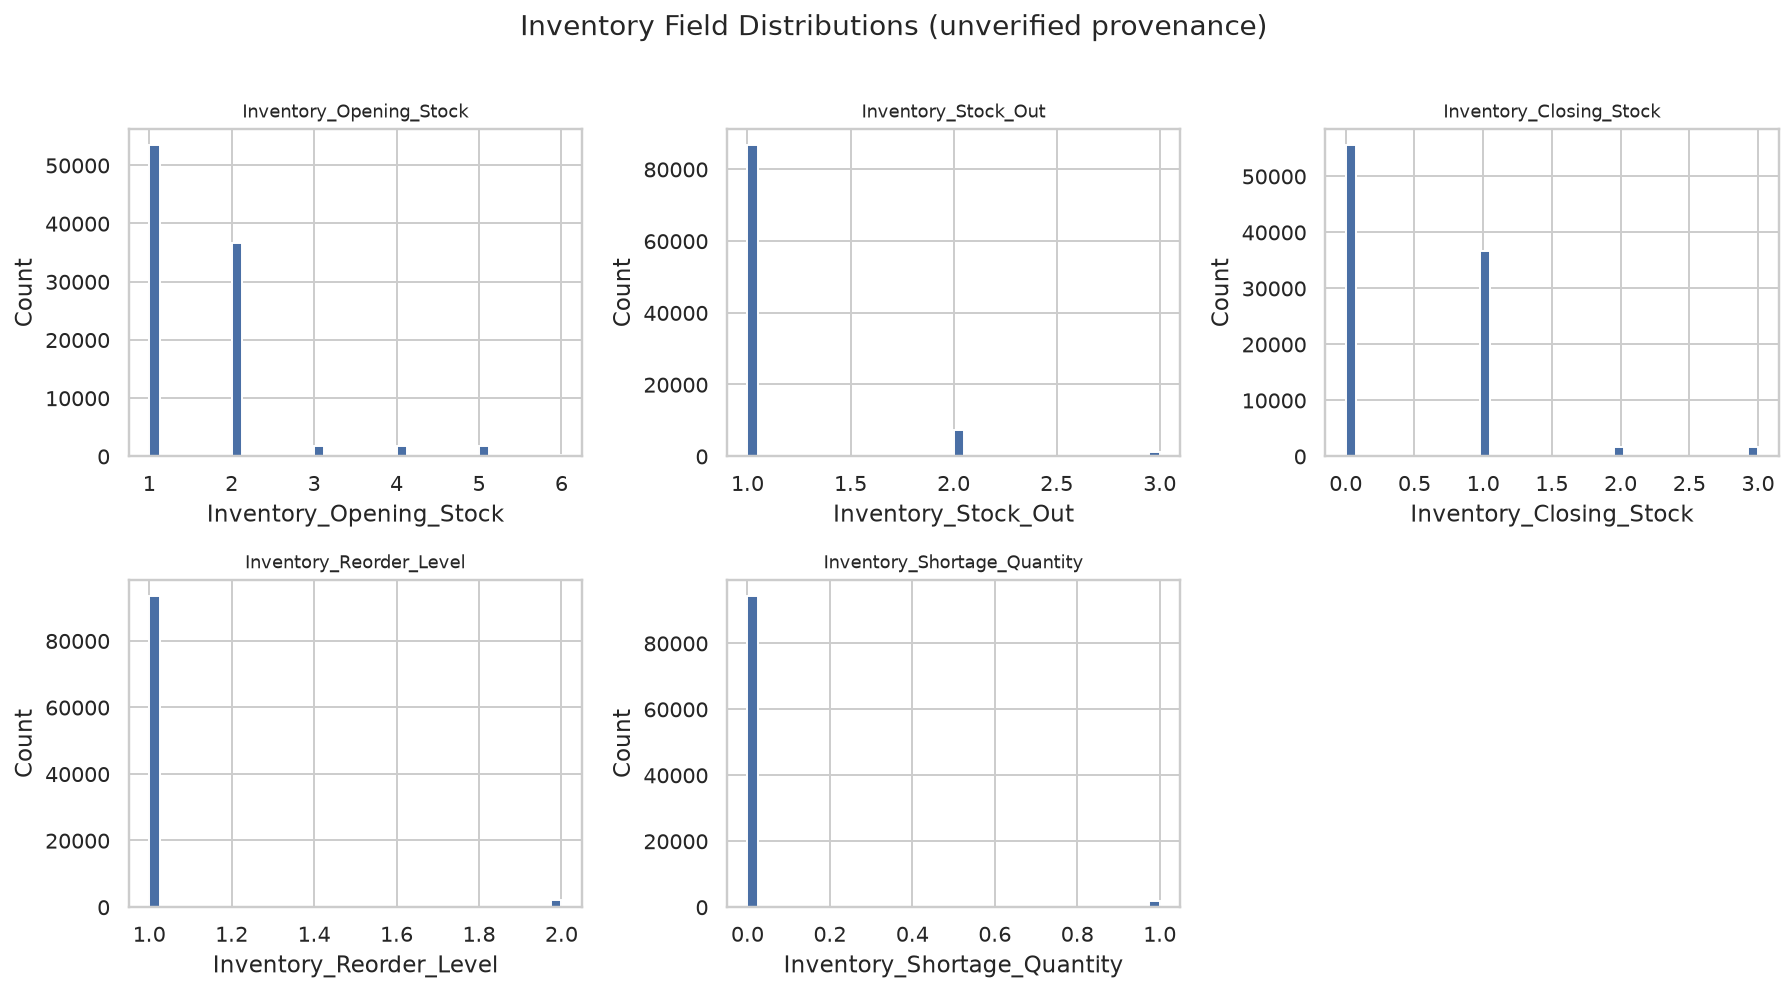 Inventory Field Distributions (unverified provenance)
Inventory_Opening_Stock
Count
50000
40000
30000
20000
10000
0
1 2 3 4 5 6
Inventory_Opening_Stock
Inventory_Stock_Out
Count
80000
60000
40000
20000
0
1.0 1.5 2.0 2.5 3.0
Inventory_Stock_Out
Inventory_Closing_Stock
Count
50000
40000
30000
20000
10000
0
0.0 0.5 1.0 1.5 2.0 2.5 3.0
Inventory_Closing_Stock
Inventory_Reorder_Level
Count
80000
60000
40000
20000
0
1.0 1.2 1.4 1.6 1.8 2.0
Inventory_Reorder_Level
Inventory_Shortage_Quantity
Count
80000
60000
40000
20000
0
0.0 0.2 0.4 0.6 0.8 1.0
Inventory_Shortage_Quantity